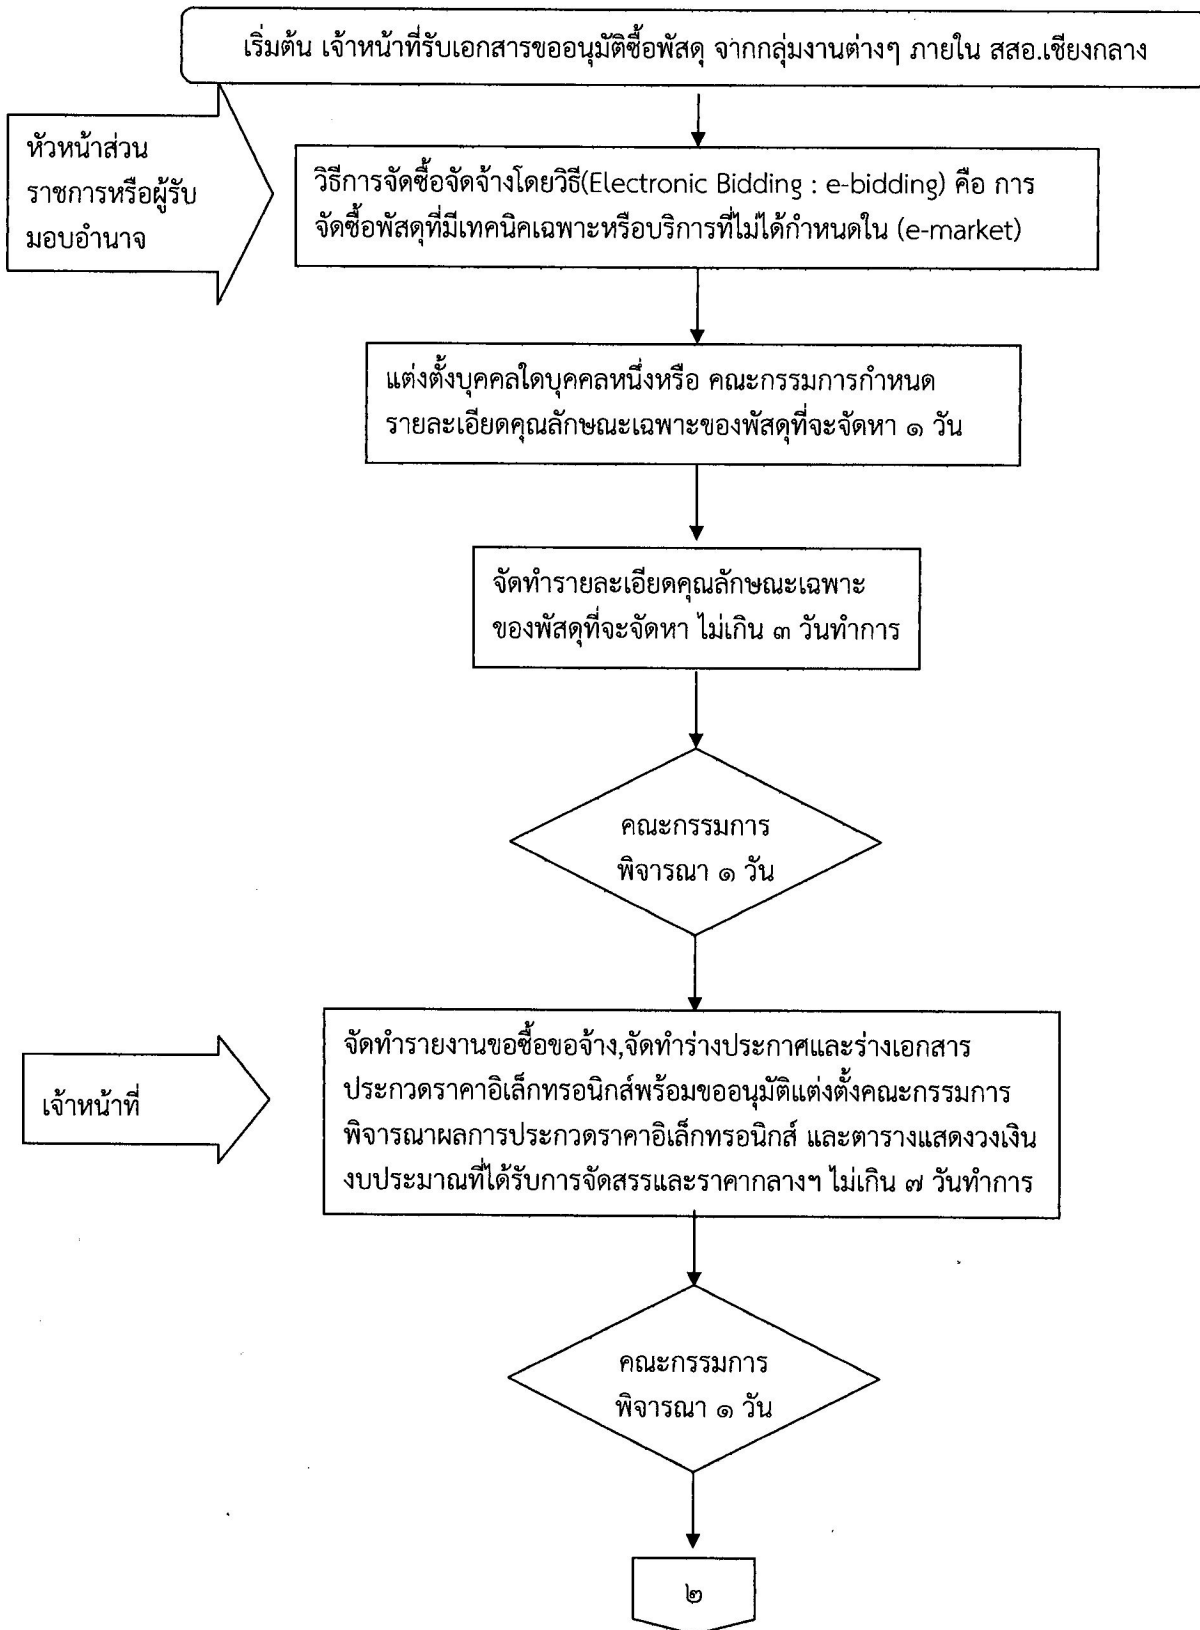 เริ่มต้น เจ้าหน้าที่รับเอกสารขออนุมัติซื้อพัสดุ จากกลุ่มงานต่างๆ ภายใน สสอ.เชียงกลาง
หัวหน้าส่วน
ราชการหรือผู้รับ
มอบอำนาจ
วิธีการจัดซื้อจัดจ้างโดยวิธี(Electronic Bidding : e-bidding) คือ การ
จัดซื้อพัสดุที่มีเทคนิคเฉพาะหรือบริการที่ไม่ได้กำหนดใน (e-market)
แต่งตั้งบุคคลใดบุคคลหนึ่งหรือ คณะกรรมการกำหนด
รายละเอียดคุณลักษณะเฉพาะของพัสดุที่จะจัดหา ๑ วัน
จัดทำรายละเอียดคุณลักษณะเฉพาะ
ของพัสดุที่จะจัดหา ไม่เกิน ๓ วันทำการ
คณะกรรมการ
พิจารณา ๑ วัน
เจ้าหน้าที่
จัดทำรายงานขอซื้อขอจ้าง,จัดทำร่างประกาศและร่างเอกสาร
ประกวดราคาอิเล็กทรอนิกส์พร้อมขออนุมัติแต่งตั้งคณะกรรมการ
พิจารณาผลการประกวดราคาอิเล็กทรอนิกส์ และตารางแสดงวงเงิน
งบประมาณที่ได้รับการจัดสรรและราคากลางฯ ไม่เกิน ๗ วันทำการ
คณะกรรมการ
พิจารณา ๑ วัน
๒